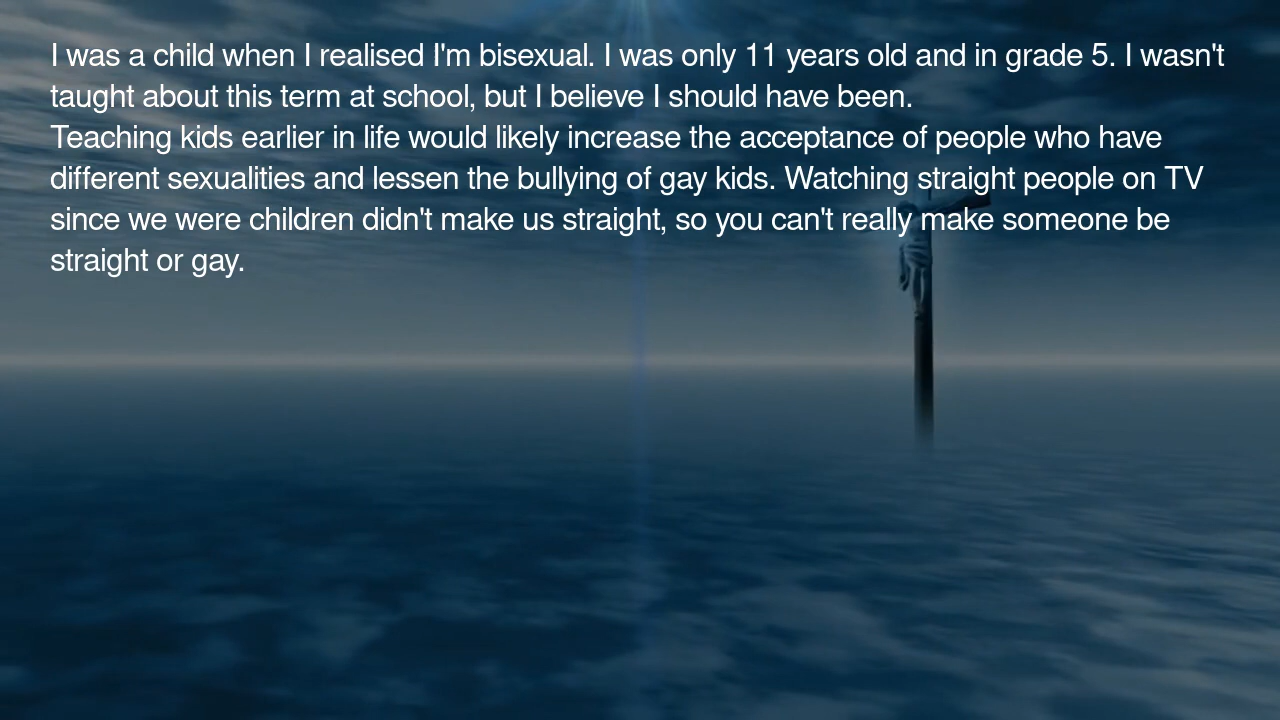 I was a child when I realised I'm bisexual. I was only 11 years old and in grade 5. I wasn't
taught about this term at school, but I believe I should have been.
Teaching kids earlier in life would likely increase the acceptance of people who have
different sexualities and lessen the bullying of gay kids. Watching straight people on TV
since we were children didn't make us straight, so you can't really make someone be
straight or gay.